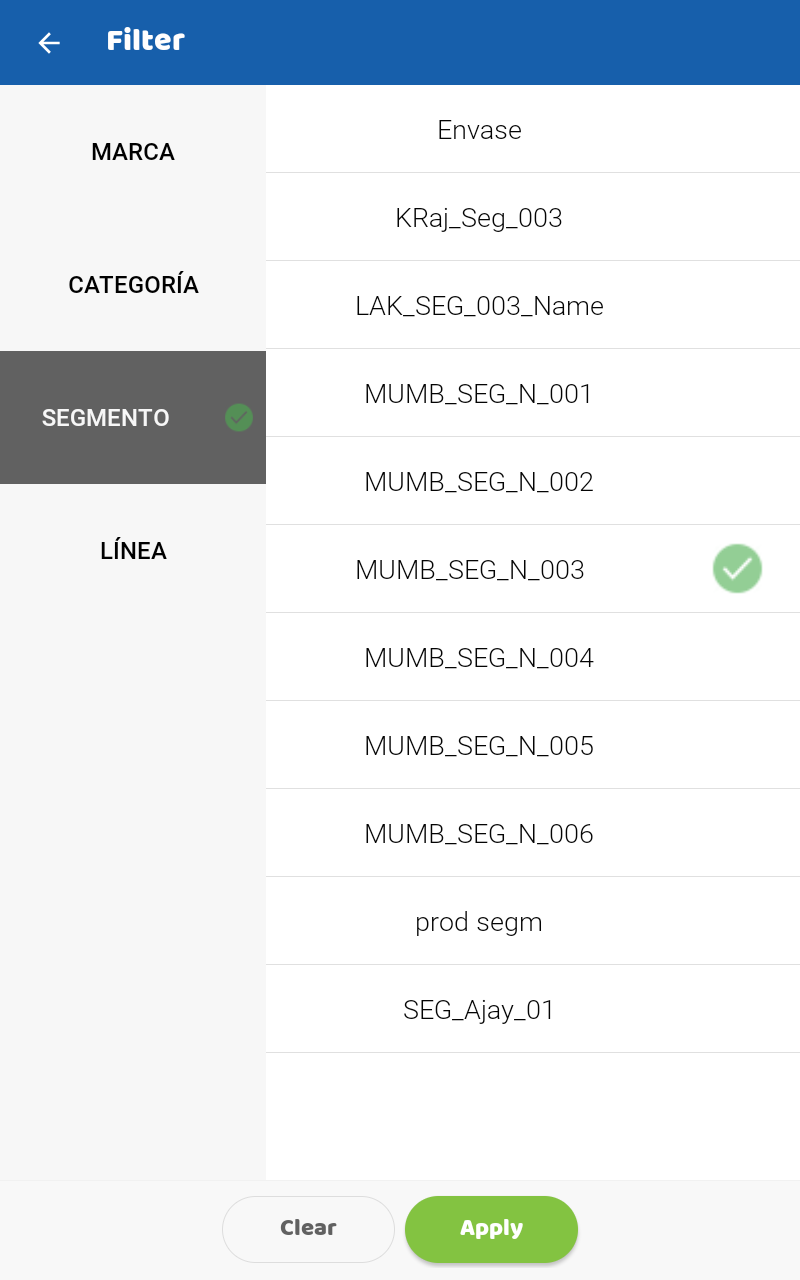 Filter
MARCA
CATEGORÍA
SEGMENTO
LÍNEA
Envase
KRaj_Seg_003
LAK_SEG_003_Name
MUMB_SEG_N_001
MUMB_SEG_N_002
MUMB_SEG_N_003
MUMB_SEG_N_004
MUMB_SEG_N_005
MUMB_SEG_N_006
prod segm
SEG_Ajay_01
Clear
Apply